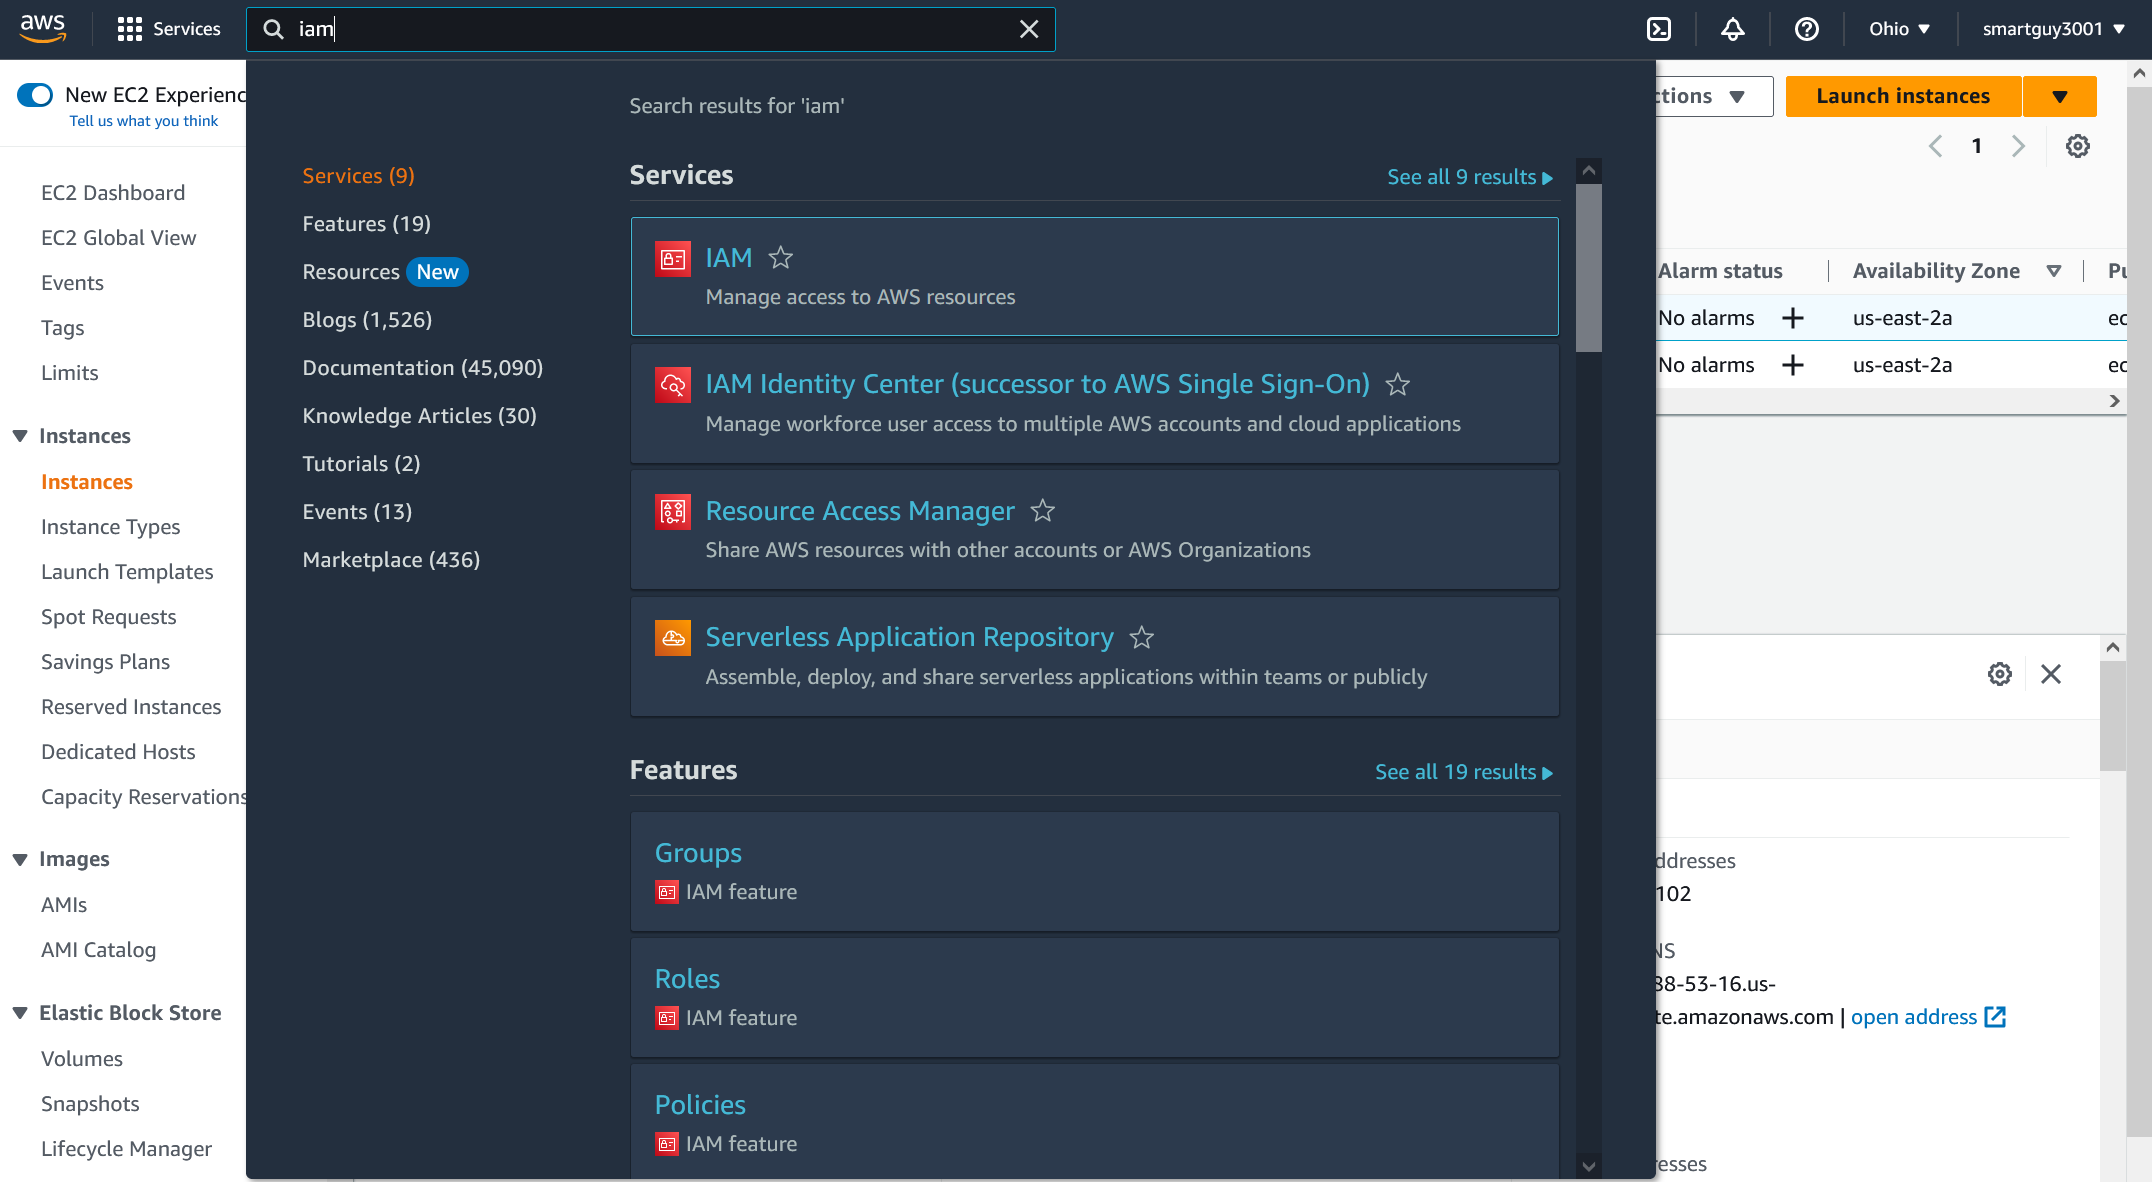 aws
Services
iam
Ohio
smartguy3001
New EC2 Experienc
Tell us what you think
EC2 Dashboard
EC2 Global View
Events
Tags
Limits
Instances
Instances
Instance Types
Launch Templates
Spot Requests
Savings Plans
Reserved Instances
Dedicated Hosts
Capacity Reservations
Images
AMIs
AMI Catalog
Elastic Block Store
Volumes
Snapshots
Lifecycle Manager
Search results for 'iam'
Services (9)
Features (19)
Resources New
Blogs (1,526)
Documentation (45,090)
Knowledge Articles (30)
Tutorials (2)
Events (13)
Marketplace (436)
Services
See all 9 results
IAM
Manage access to AWS resources
IAM Identity Center (successor to AWS Single Sign-On)
Manage workforce user access to multiple AWS accounts and cloud applications
Resource Access Manager
Share AWS resources with other accounts or AWS Organizations
Serverless Application Repository
Assemble, deploy, and share serverless applications within teams or publicly
Features
See all 19 results
Groups
IAM feature
Roles
IAM feature
Policies
IAM feature
ctions
Launch instances
1
Alarm status
Availability Zone
Pu
No alarms
us-east-2a
ec
No alarms
us-east-2a
ec
ddresses
102
NS
88-53-16.us-
te.amazonaws.com | open address
resses